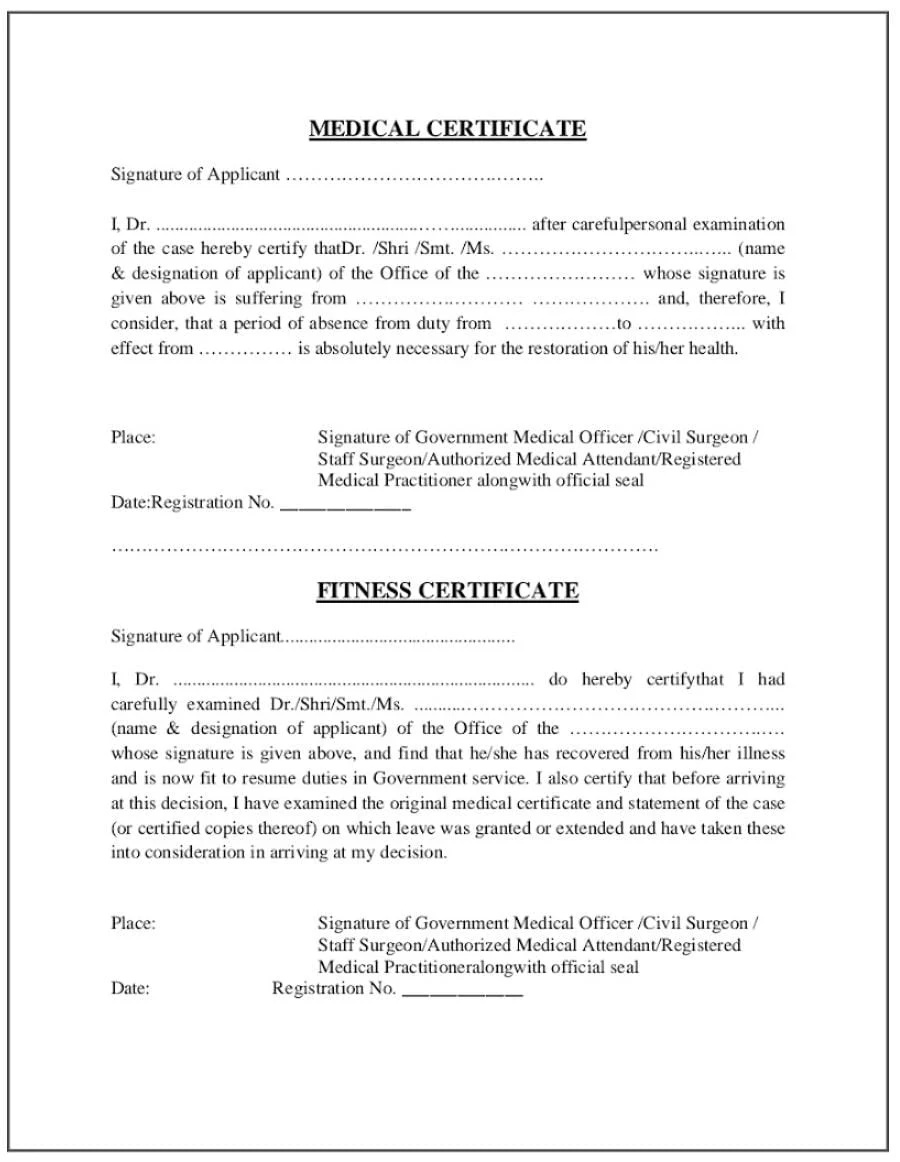 MEDICAL CERTIFICATE
Signature of Applicant …………………………………..
I, Dr. ........................................................…….................. after carefulpersonal examination
of the case hereby certify thatDr. /Shri /Smt. /Ms. ……………………………..….. (name
& designation of applicant) of the Office of the …………………… whose signature is
given above is suffering from ……………………… ………………. and, therefore, I
consider, that a period of absence from duty from ………………to …………….. with
effect from …………… is absolutely necessary for the restoration of his/her health.
Place: Signature of Government Medical Officer /Civil Surgeon /
Staff Surgeon/Authorized Medical Attendant/Registered
Medical Practitioner alongwith official seal
Date:Registration No. ______________
…………………………………………………………………………….
FITNESS CERTIFICATE
Signature of Applicant..................................................
I, Dr. ............................................................................. do hereby certifythat I had
carefully examined Dr./Shri/Smt./Ms. ...........…………………………………………...
(name & designation of applicant) of the Office of the …………………………….…
whose signature is given above, and find that he/she has recovered from his/her illness
and is now fit to resume duties in Government service. I also certify that before arriving
at this decision, I have examined the original medical certificate and statement of the case
(or certified copies thereof) on which leave was granted or extended and have taken these
into consideration in arriving at my decision.
Place: Signature of Government Medical Officer /Civil Surgeon /
Staff Surgeon/Authorized Medical Attendant/Registered
Medical Practitioneralongwith official seal
Date: Registration No. _____________